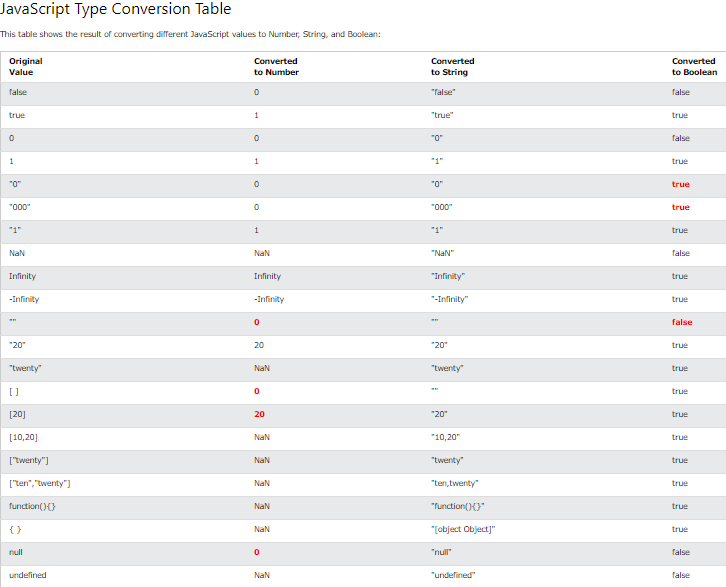 JavaScript Type Conversion Table
This table shows the result of converting different JavaScript values to Number, String, and Boolean:
Original Value Converted to Number Converted to String Converted to Boolean
false 0 "false" false
true 1 "true" true
0 0 "0" false
1 1 "1" true
"0" 0 "0" true
"000" 0 "000" true
"1" 1 "1" true
NaN NaN "NaN" false
Infinity Infinity "Infinity" true
-Infinity -Infinity "-Infinity" true
"" 0 "" false
"20" 20 "20" true
"twenty" NaN "twenty" true
[ ] 0 "" true
[20] 20 "20" true
[10,20] NaN "10,20" true
["twenty"] NaN "twenty" true
["ten","twenty"] NaN "ten,twenty" true
function(){} NaN "function(){}" true
{ } NaN "[object Object]" true
null 0 "null" false
undefined NaN "undefined" false